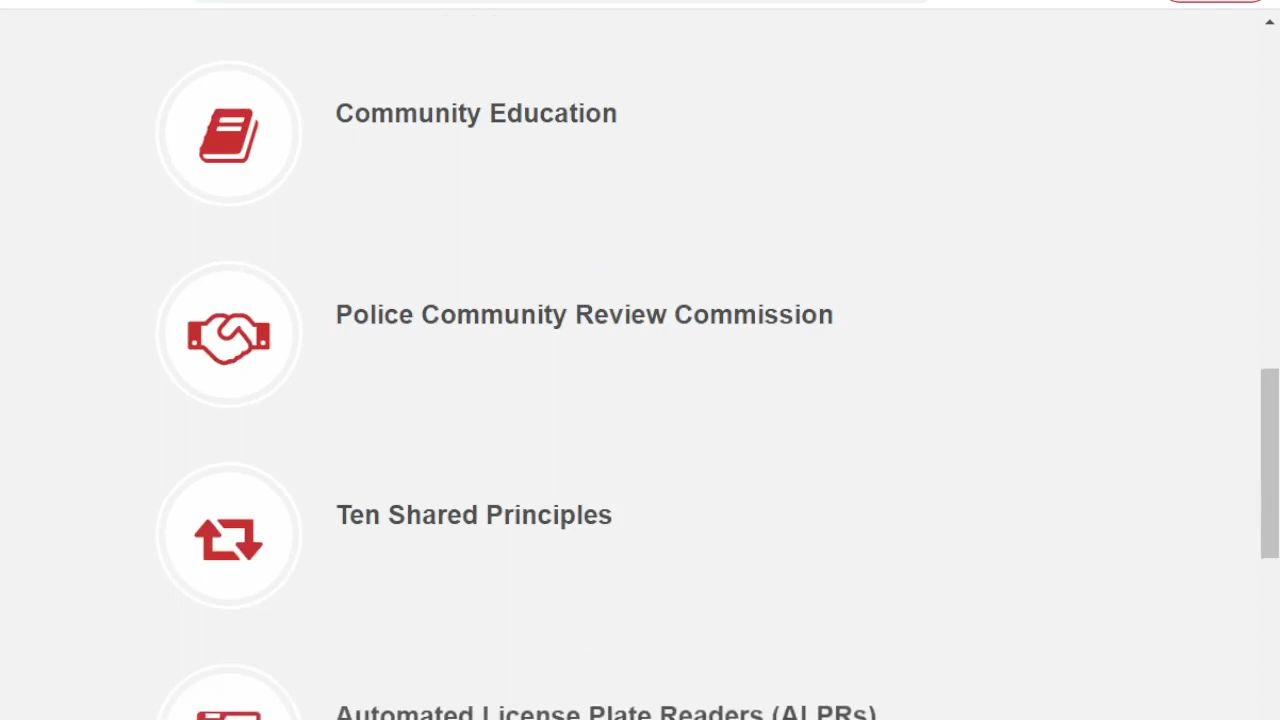 Community Education
Police Community Review Commission
Ten Shared Principles
Automated License Plate Readers (ALPRs)